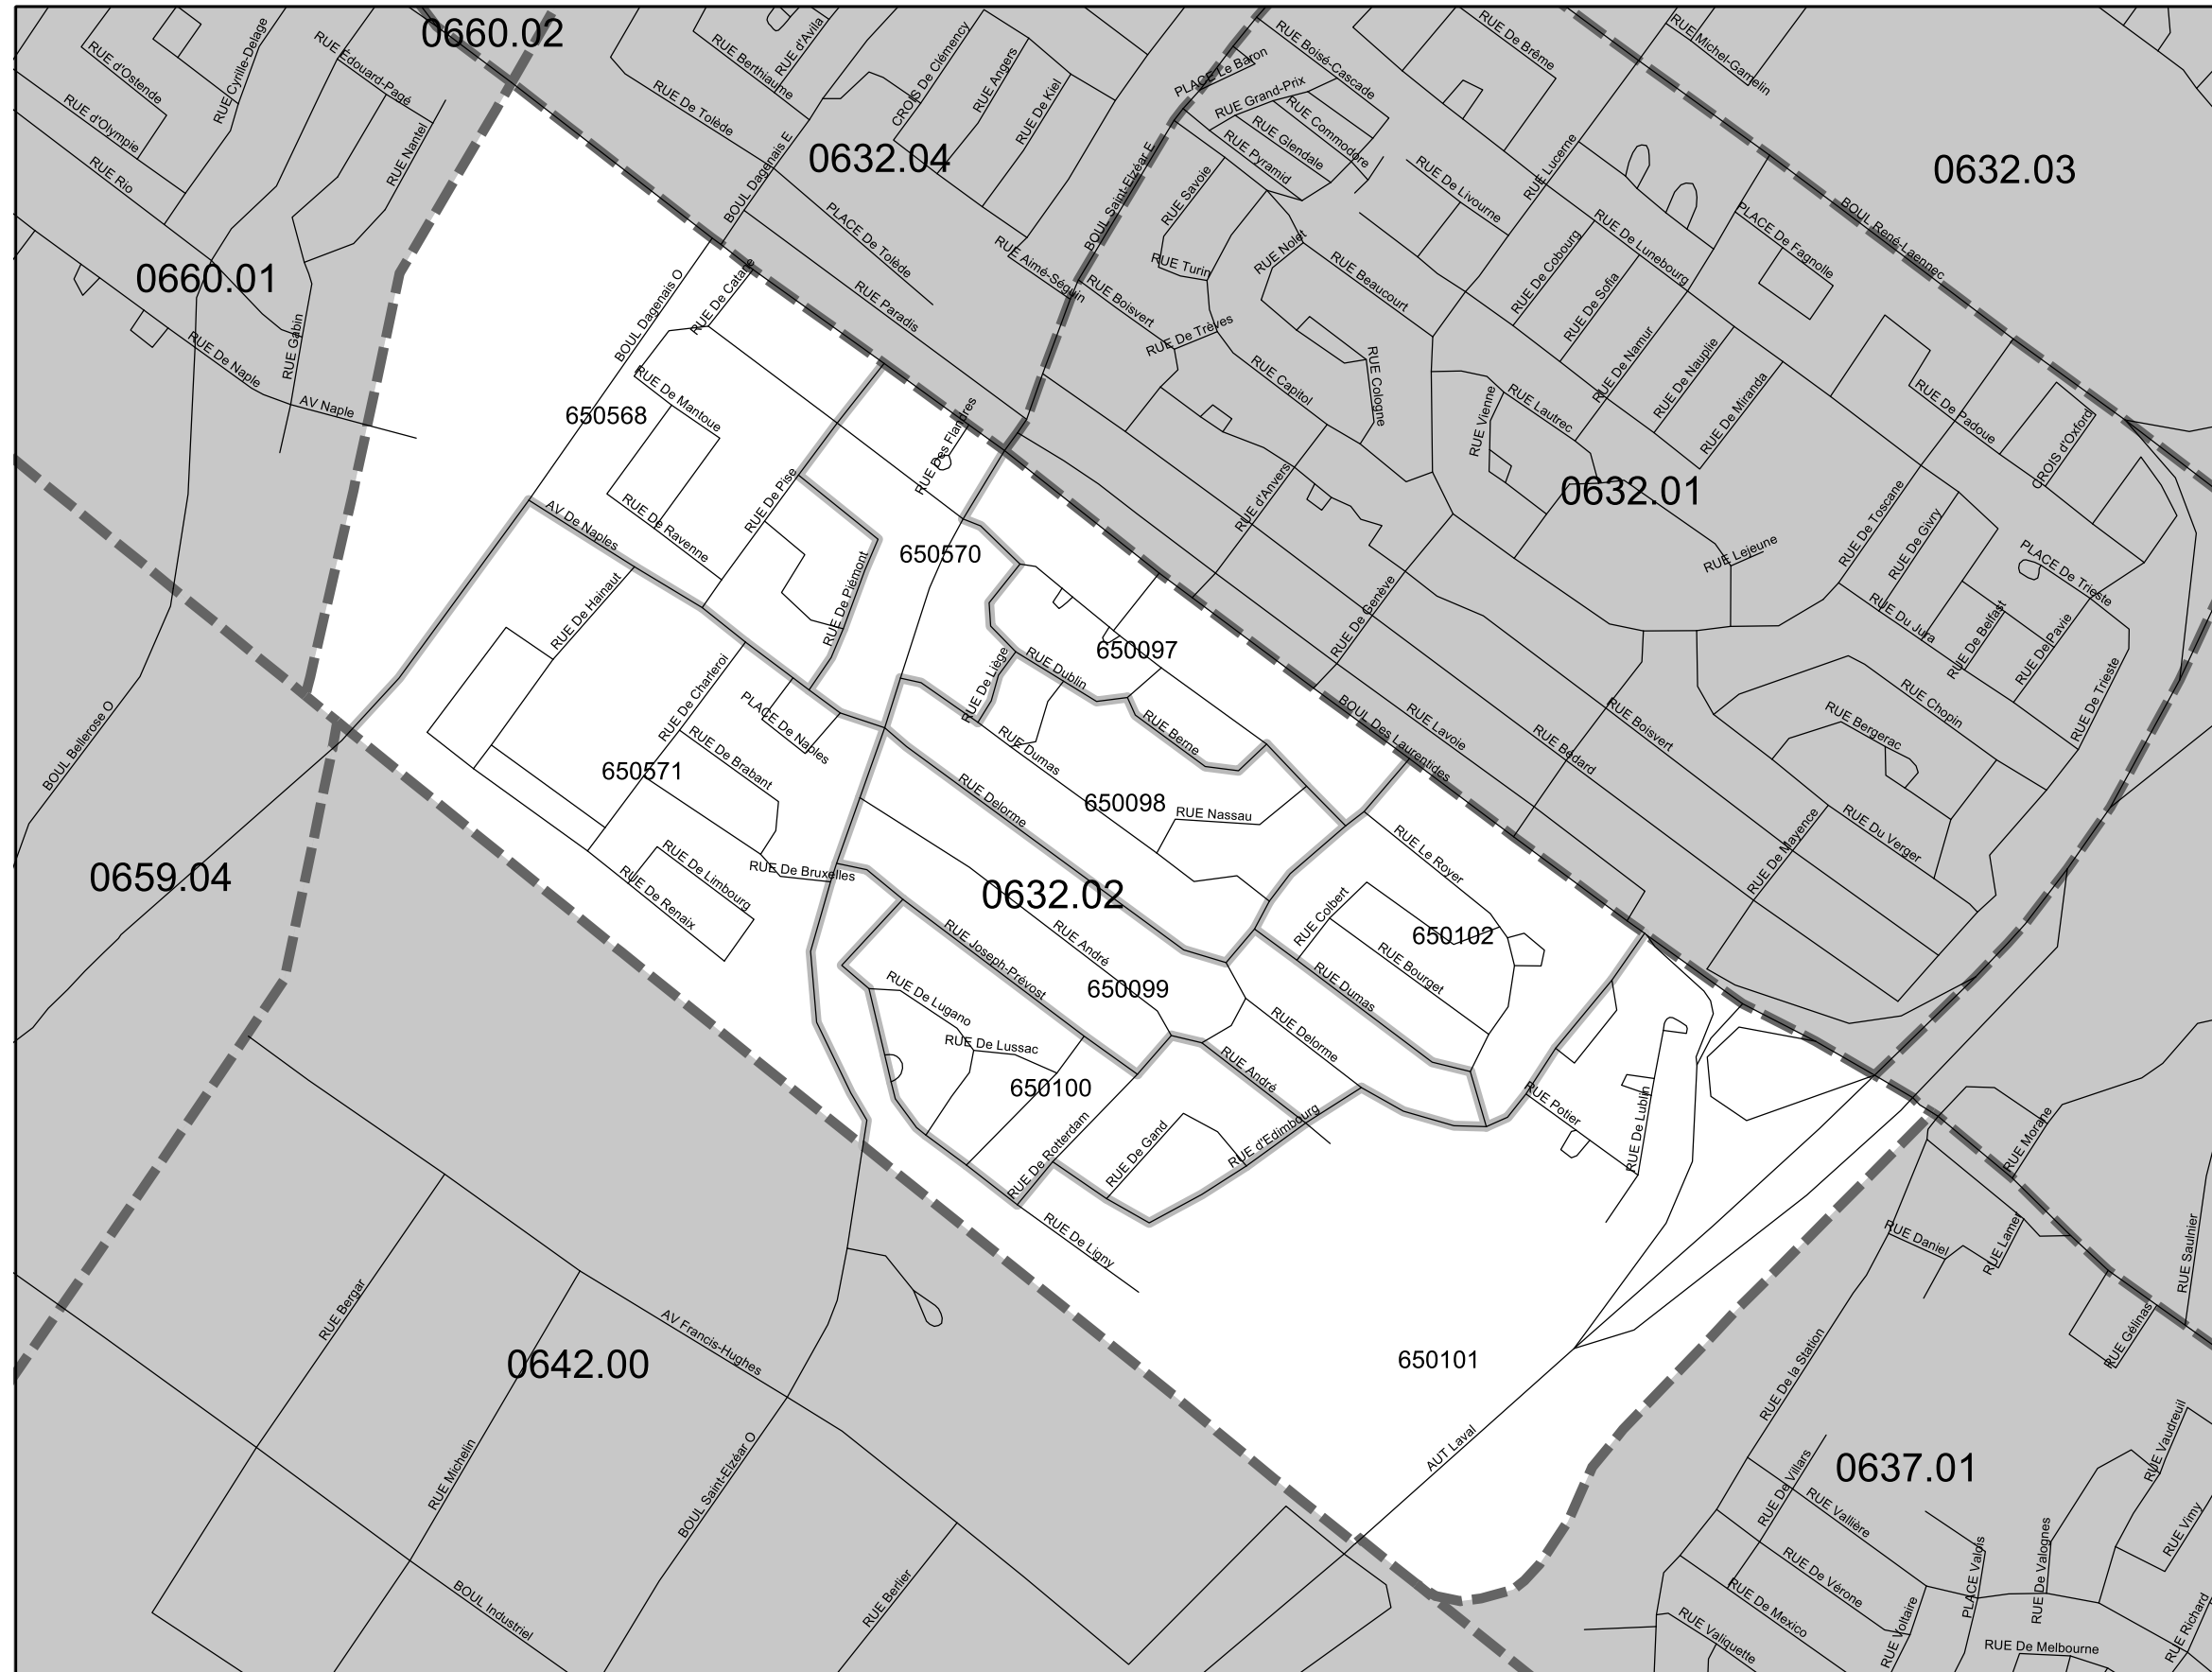 0660.02
RUE d'Ostende
RUE Cyrille-Delage
RUE Édouard-Pagé
RUE d'Olympie
RUE Nantel
RUE Rio
0660.01
RUE Gabin
RUE De Naple
AV Naple
RUE Berthiaume
RUE d'Avila
RUE De Tolède
CROIS De Clémency
RUE Angers
RUE De Kiel
0632.04
BOUL Dagenais E
PLACE De Tolède
RUE Paradis
RUE Aimé-Séguin
BOUL Saint-Elzéar E
PLACE Le Baron
RUE Boisé-Cascade
RUE Grand-Prix
RUE Commodore
RUE Glendale
RUE Pyramid
RUE De Brême
RUE Michel-Gamelin
0632.03
RUE Savoie
RUE De Livourne
RUE Lucerne
RUE Turin
RUE Nolet
RUE Beaucourt
RUE Boisvert
RUE De Trèves
RUE Capitol
RUE Cologne
RUE De Cobourg
RUE De Lunebourg
RUE De Sofia
PLACE De Fagnolle
BOUL René-Laennec
RUE De Namur
RUE De Nauplie
RUE De Miranda
RUE Vienne
RUE Lautrec
0632.01
RUE d'Anvers
RUE De Genève
RUE Lejeune
RUE De Padoue
CROIS d'Oxford
RUE De Toscane
RUE De Givry
PLACE De Trieste
RUE Du Jura
RUE De Belfast
RUE De Pavie
RUE De Trieste
RUE Chopin
RUE Bergerac
RUE Du Verger
RUE De Mayence
RUE Boisvert
RUE Bédard
RUE Lavoie
BOUL Des Laurentides
BOUL Dagenais O
RUE De Catane
650568
RUE De Mantoue
RUE De Ravenne
RUE De Pise
RUE Des Flandres
AV De Naples
650570
RUE De Piémont
RUE De Hainaut
RUE De Charleroi
PLACE De Naples
RUE De Brabant
650571
RUE De Limbourg
RUE De Renaix
RUE De Bruxelles
650097
RUE De Liège
RUE Dublin
RUE Berne
RUE Dumas
650098
RUE Nassau
RUE Delorme
0632.02
RUE Le Royer
RUE Colbert
650102
RUE Bourget
RUE Dumas
RUE André
RUE Joseph-Prévost
650099
RUE De Lugano
RUE De Lussac
650100
RUE Delorme
RUE André
RUE d'Edimbourg
RUE De Rotterdam
RUE De Gand
RUE De Ligny
RUE Potier
RUE De Lublin
650101
AUT Laval
BOUL Bellerose O
0659.04
RUE Bergar
0642.00
AV Francis-Hughes
RUE Michelin
BOUL Saint-Elzéar O
BOUL Industriel
RUE Berlier
RUE Morane
RUE Daniel
RUE Lamer
RUE Saulnier
RUE Gélinas
RUE De la Station
0637.01
RUE Vaudreuil
RUE Vimy
RUE De Villars
RUE Vallière
RUE De Vérone
RUE De Mexico
RUE Valiquette
RUE Voltaire
PLACE Valois
RUE De Valognes
RUE De Melbourne
RUE Richard